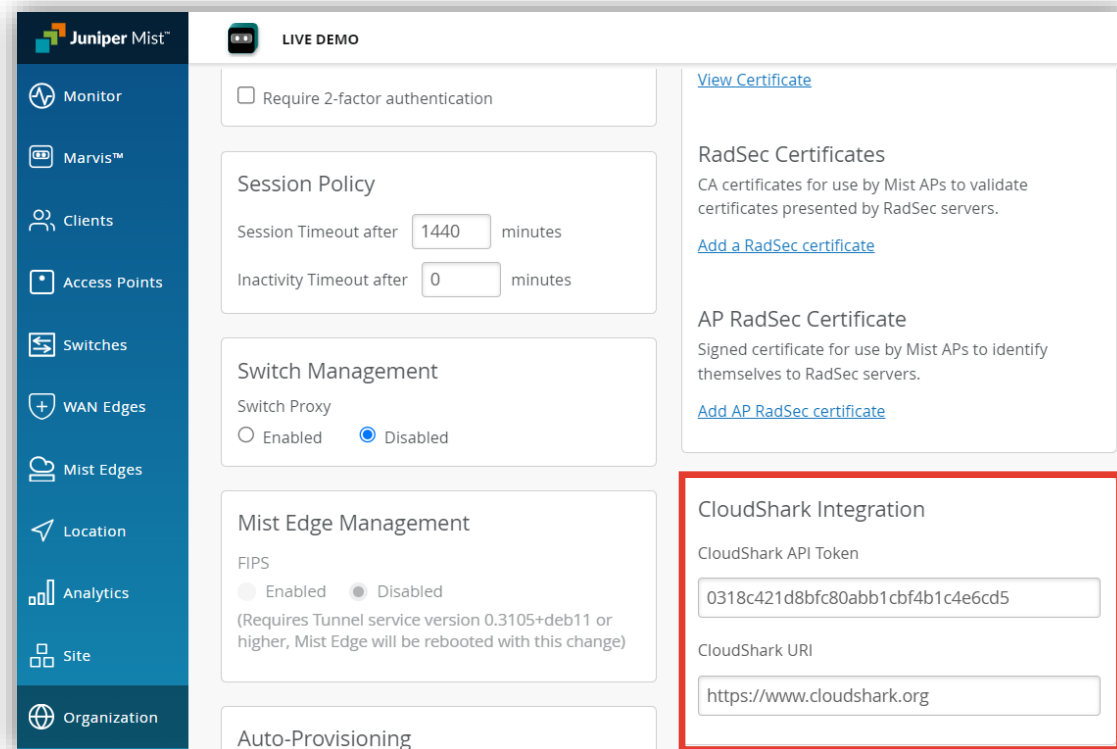 Juniper Mist™
LIVE DEMO
Monitor
Marvis™
Clients
Access Points
Switches
WAN Edges
Mist Edges
Location
Analytics
Site
Organization
Require 2-factor authentication
Session Policy
Session Timeout after 1440 minutes
Inactivity Timeout after 0 minutes
Switch Management
Switch Proxy
Enabled Disabled
Mist Edge Management
FIPS
Enabled Disabled
(Requires Tunnel service version 0.3105+deb11 or
higher, Mist Edge will be rebooted with this change)
Auto-Provisioning
View Certificate
RadSec Certificates
CA certificates for use by Mist APs to validate
certificates presented by RadSec servers.
Add a RadSec certificate
AP RadSec Certificate
Signed certificate for use by Mist APs to identify
themselves to RadSec servers.
Add AP RadSec certificate
CloudShark Integration
CloudShark API Token
0318c421d8bfc80abb1cbf4b1c4e6cd5
CloudShark URI
https://www.cloudshark.org